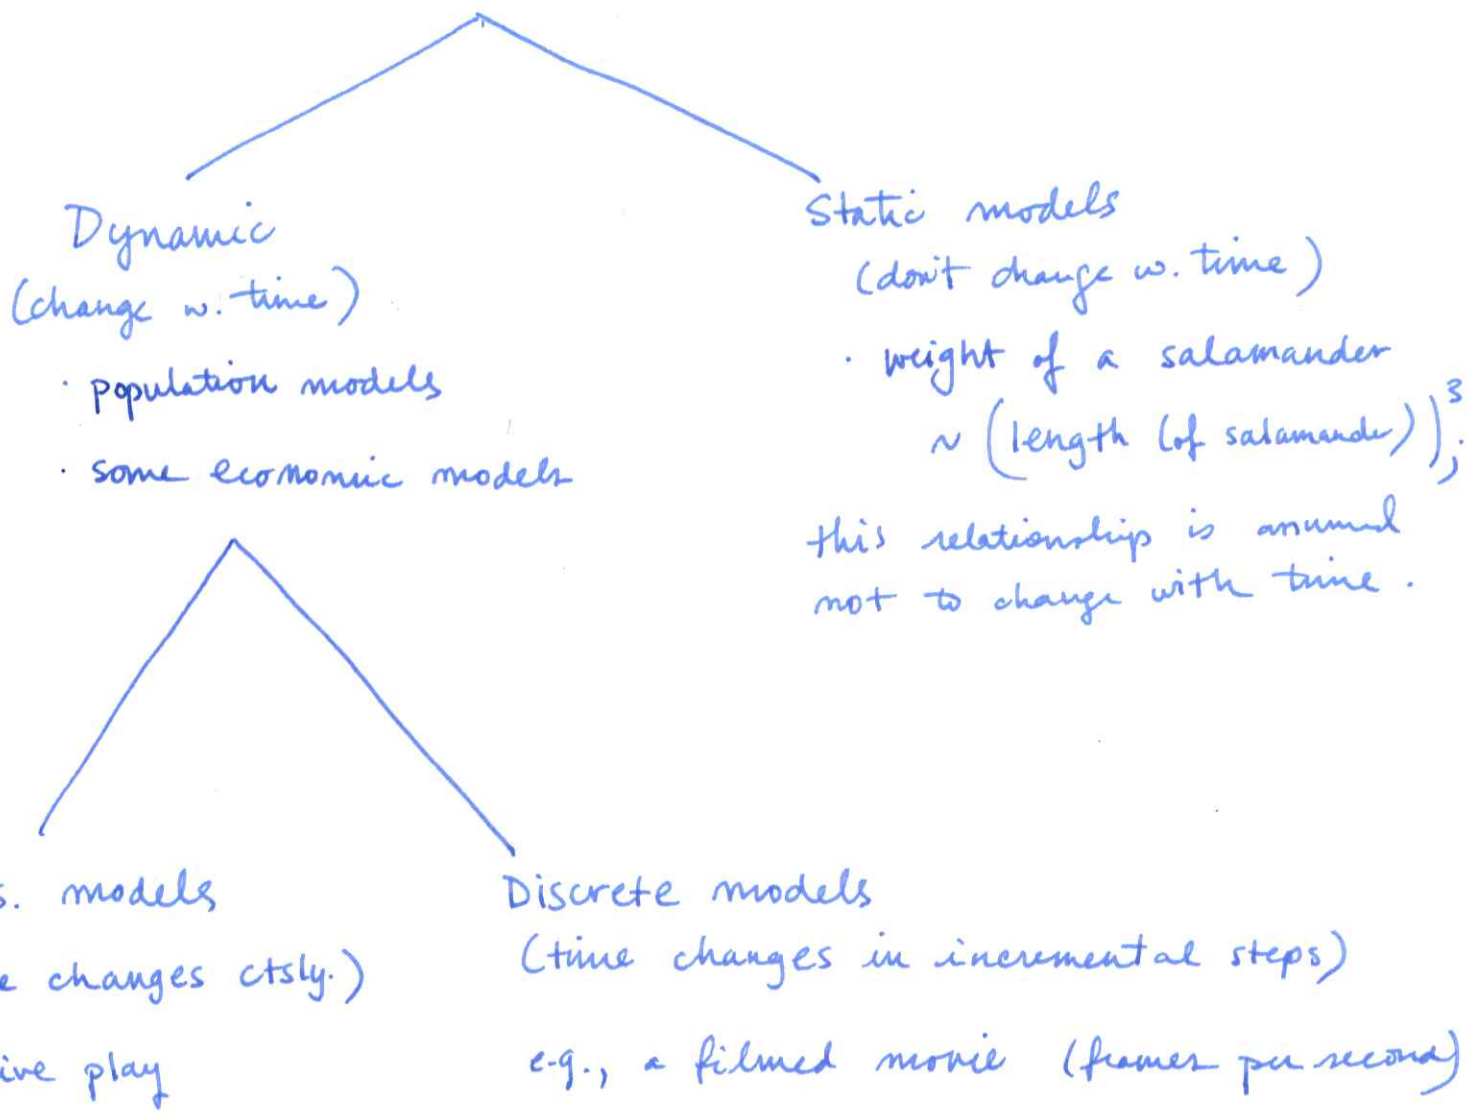 Dynamic
(change w. time)
· population models
· some economic models
Static models
(don't change w. time)
· weight of a salamander
~ (length (of salamander))³;
this relationship is assumed
not to change with time.
s. models
e changes ctsly.)
ive play
Discrete models
(time changes in incremental steps)
e.g., a filmed movie (frames per second)